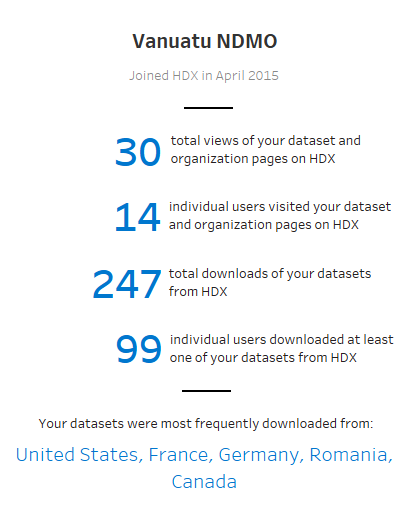 Vanuatu NDMO
Joined HDX in April 2015
30
total views of your dataset and
organization pages on HDX
14
individual users visited your dataset
and organization pages on HDX
247
total downloads of your datasets
from HDX
99
individual users downloaded at least
one of your datasets from HDX
Your datasets were most frequently downloaded from:
United States, France, Germany, Romania,
Canada